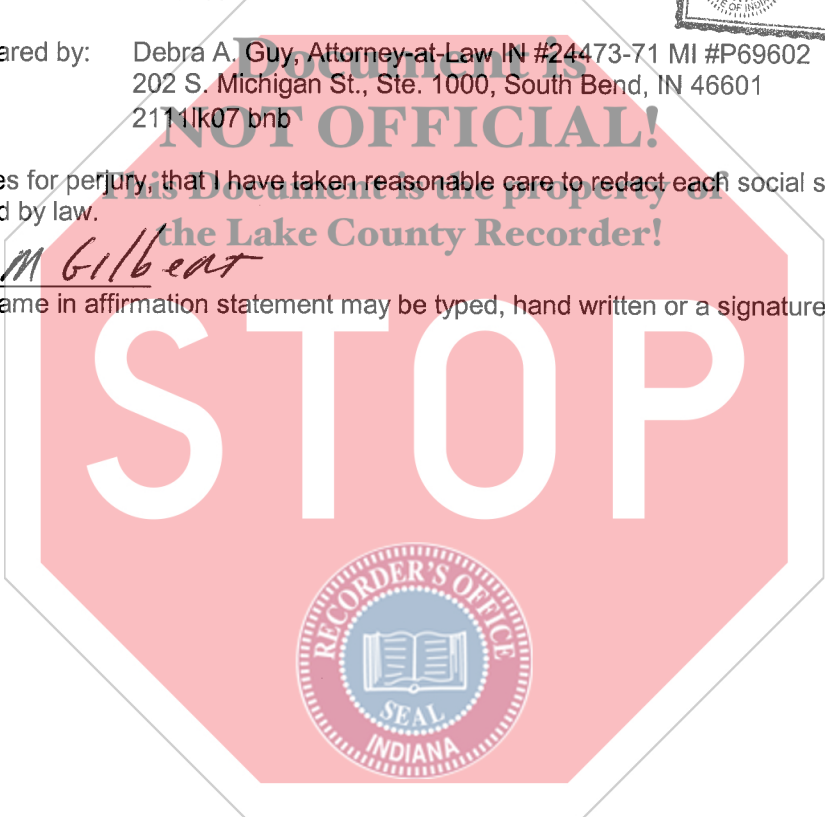 E OF INDIA
ared by: Debra A. Guy, Attorney-at-Law IN #24473-71 MI #P69602
Document is
202 S. Michigan St., Ste. 1000, South Bend, IN 46601
2111lk07 bnb
NOT OFFICIAL!
es for perjury, that I have taken reasonable care to redact each social s
This Document is the property of
d by law.
the Lake County Recorder!
M Gilbert
ame in affirmation statement may be typed, hand written or a signature
STOP
RECORDER'S OFFICE
SEAL
INDIANA